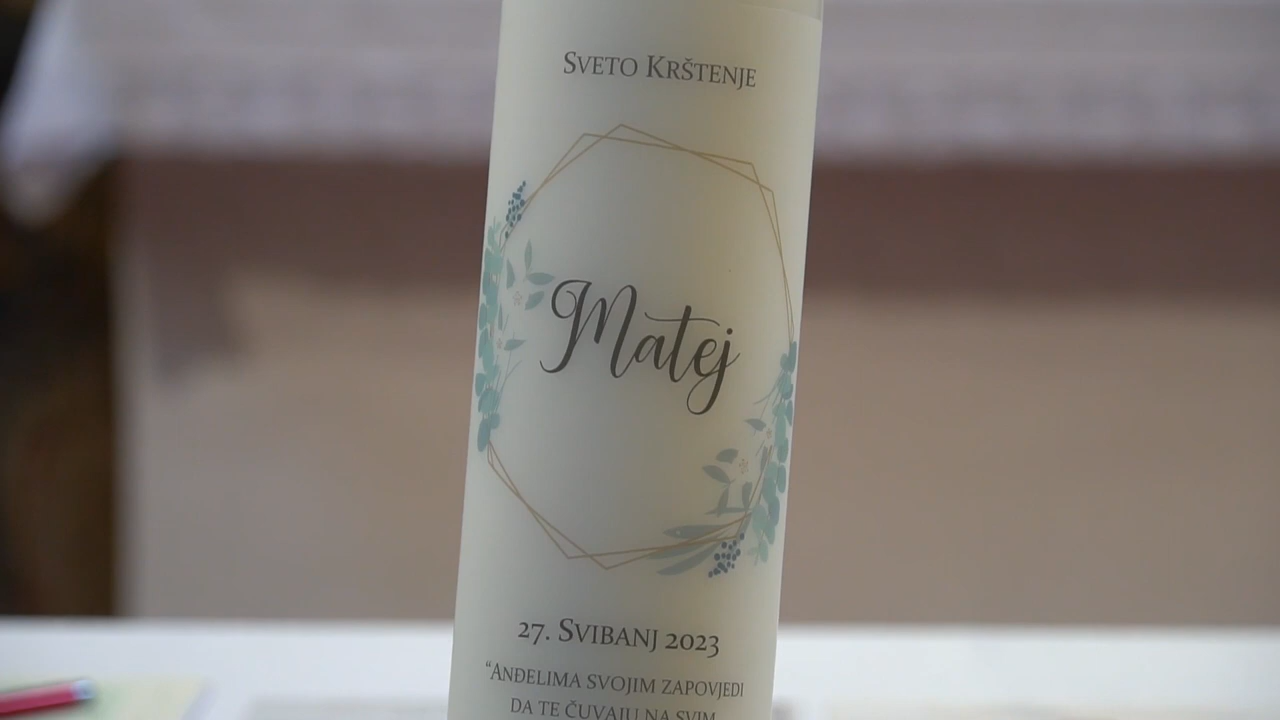 SVETO KRŠTENJE
Matej
27. SVIBANJ 2023
“ANĐELIMA SVOJIM ZAPOVJEDI
DA TE ČUVAJU NA SVIM